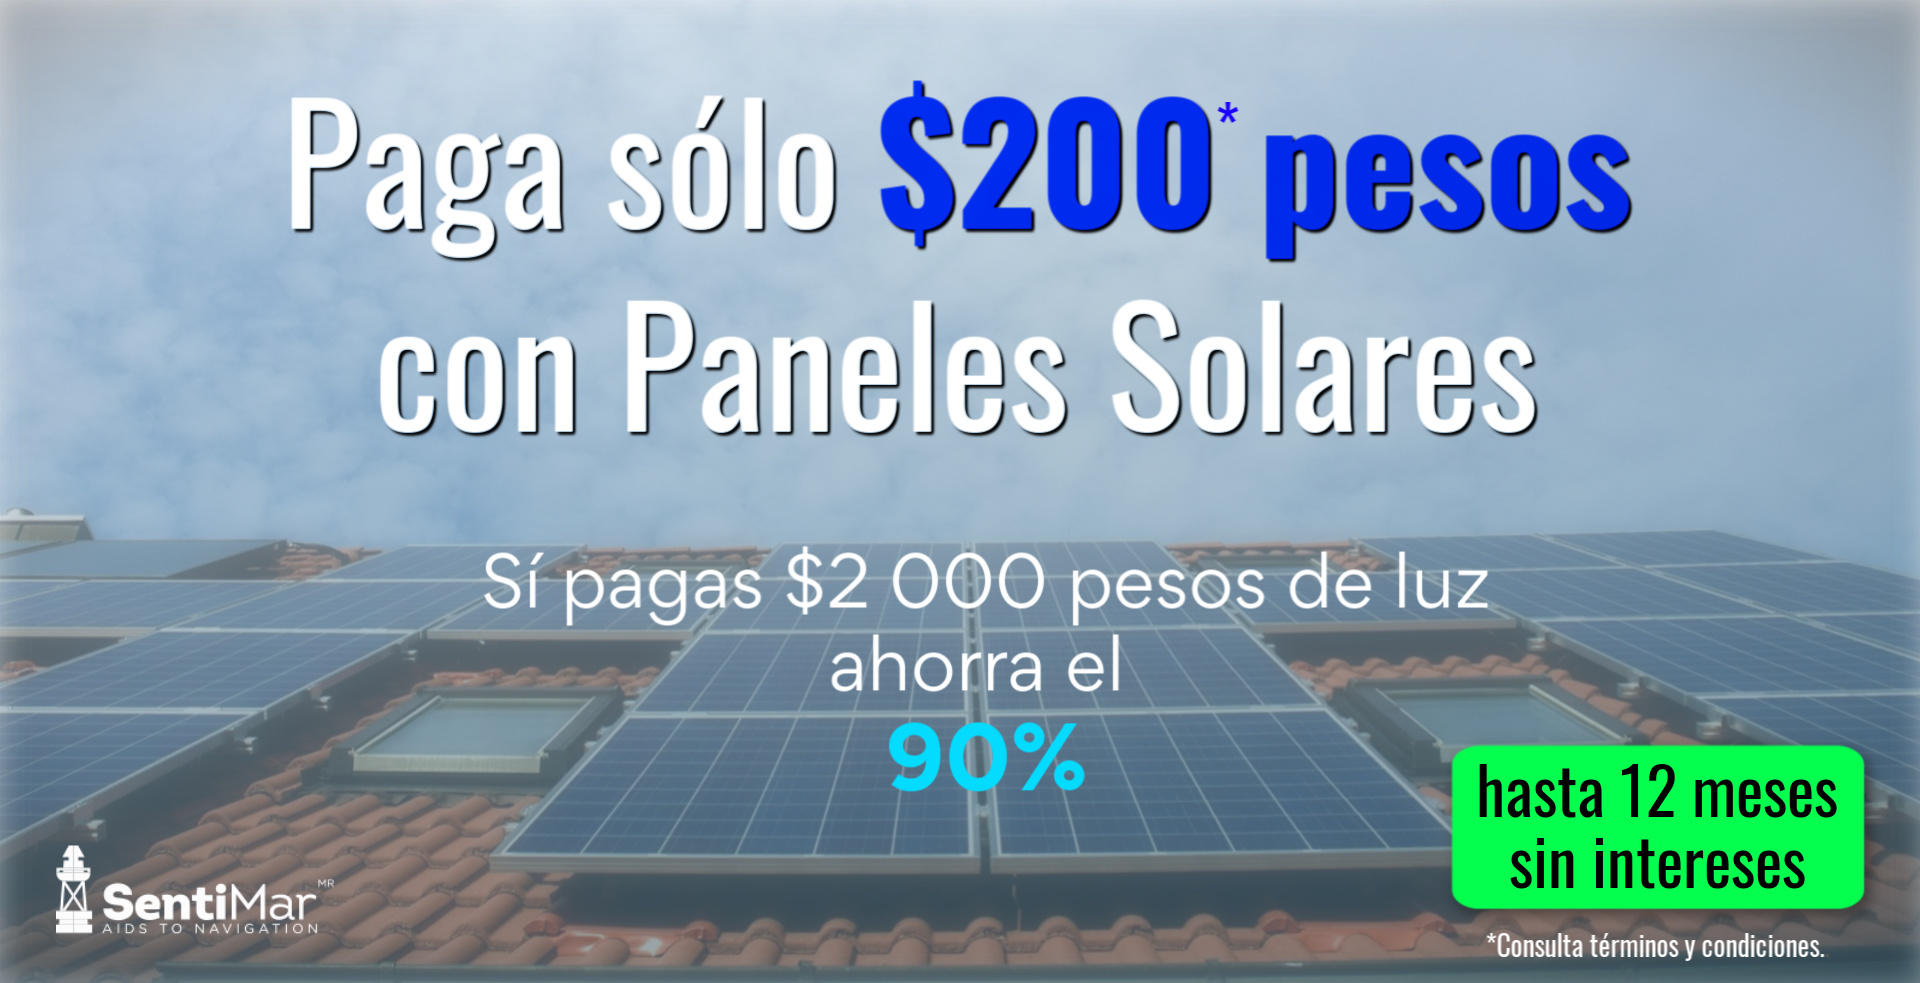 Paga sólo $200* pesos
con Paneles Solares
Sí pagas $2 000 pesos de luz
ahorra el
90%
hasta 12 meses
sin intereses
SentiMar MR
AIDS TO NAVIGATION
*Consulta términos y condiciones.